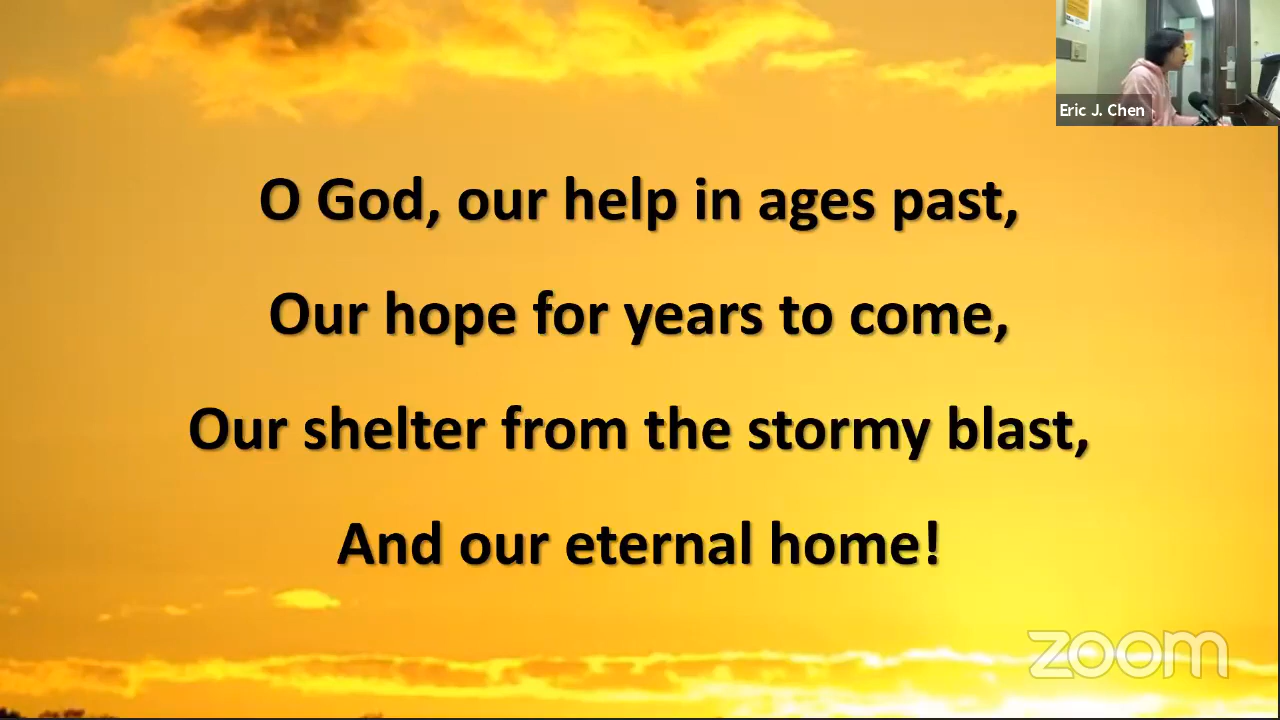 Eric J. Chen
O God, our help in ages past,
Our hope for years to come,
Our shelter from the stormy blast,
And our eternal home!
zoom